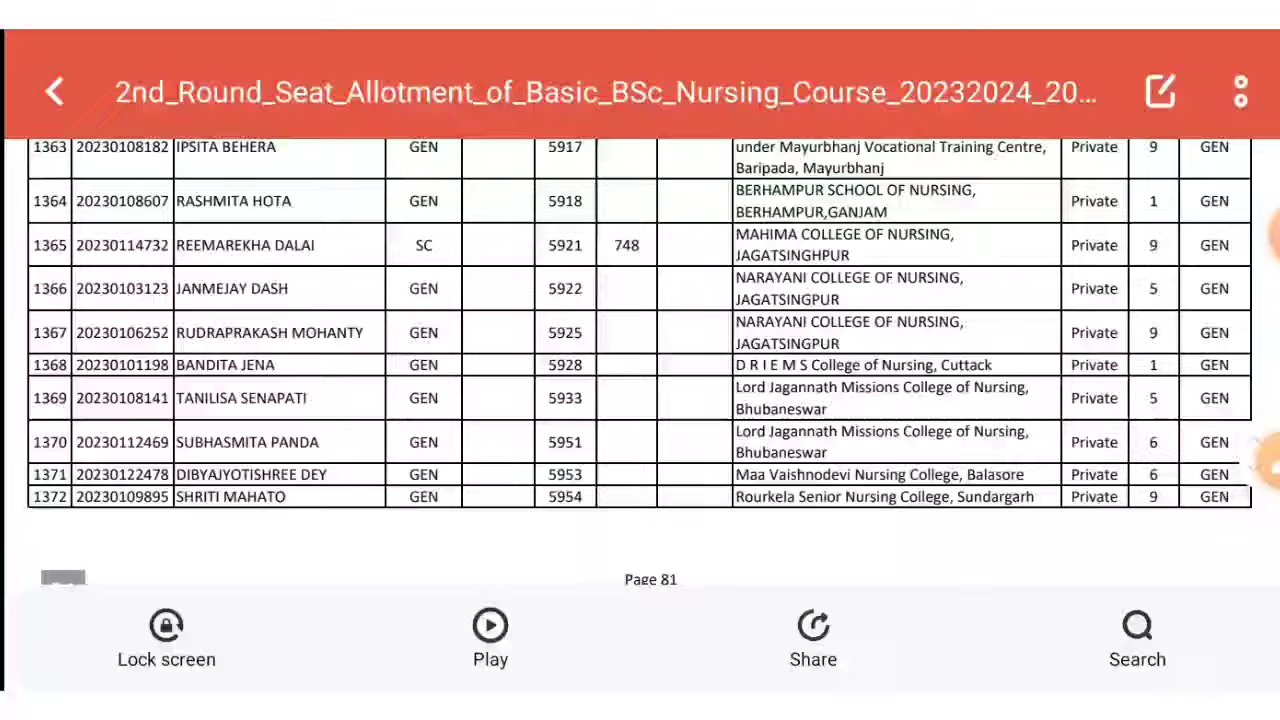 2nd_Round_Seat_Allotment_of_Basic_BSc_Nursing_Course_20232024_20...
1363 20230108182 IPSITA BEHERA GEN 5917 under Mayurbhanj Vocational Training Centre, Private 9 GEN
Baripada, Mayurbhanj
1364 20230108607 RASHMITA HOTA GEN 5918 BERHAMPUR SCHOOL OF NURSING, Private 1 GEN
BERHAMPUR,GANJAM
1365 20230114732 REEMAREKHA DALAI SC 5921 748 MAHIMA COLLEGE OF NURSING, Private 9 GEN
JAGATSINGHPUR
1366 20230103123 JANMEJAY DASH GEN 5922 NARAYANI COLLEGE OF NURSING, Private 5 GEN
JAGATSINGPUR
1367 20230106252 RUDRAPRAKASH MOHANTY GEN 5925 NARAYANI COLLEGE OF NURSING, Private 9 GEN
JAGATSINGPUR
1368 20230101198 BANDITA JENA GEN 5928 D R I E M S College of Nursing, Cuttack Private 1 GEN
1369 20230108141 TANILISA SENAPATI GEN 5933 Lord Jagannath Missions College of Nursing, Private 5 GEN
Bhubaneswar
1370 20230112469 SUBHASMITA PANDA GEN 5951 Lord Jagannath Missions College of Nursing, Private 6 GEN
Bhubaneswar
1371 20230122478 DIBYAJYOTISHREE DEY GEN 5953 Maa Vaishnodevi Nursing College, Balasore Private 6 GEN
1372 20230109895 SHRITI MAHATO GEN 5954 Rourkela Senior Nursing College, Sundargarh Private 9 GEN
Page 81
Lock screen Play Share Search